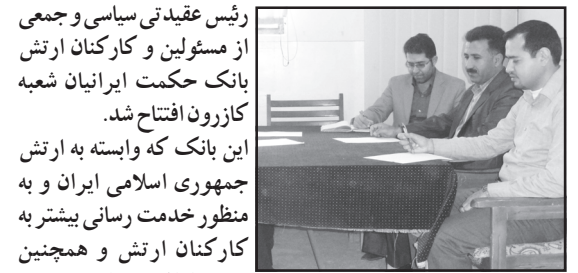 رئیس عقیدتی سیاسی و جمعی
از مسئولین و کارکنان ارتش
بانک حکمت ایرانیان شعبه
کازرون افتتاح شد.
این بانک که وابسته به ارتش
جمهوری اسلامی ایران و به
منظور خدمت رسانی بیشتر به
کارکنان ارتش و همچنین